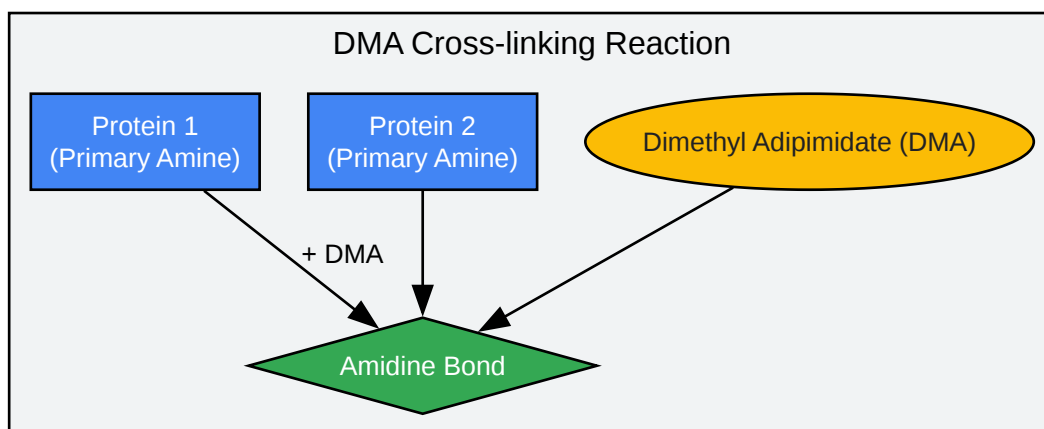 DMA Cross-linking Reaction
Protein 1
(Primary Amine)
Protein 2
(Primary Amine)
Dimethyl Adipimidate (DMA)
+ DMA
Amidine Bond